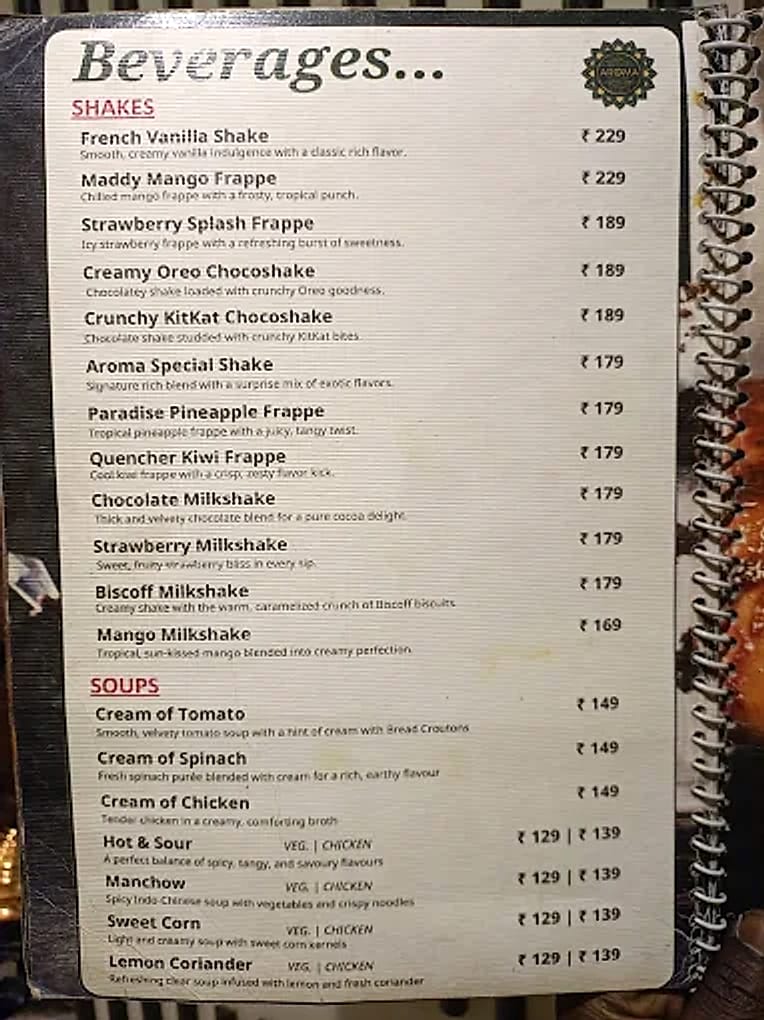 Beverages...
AROMA
SHAKES
French Vanilla Shake ₹ 229
Smooth, creamy vanilla indulgence with a classic rich flavor.
Maddy Mango Frappe ₹ 229
Chilled mango frappe with a frosty, tropical punch.
Strawberry Splash Frappe ₹ 189
Icy strawberry frappe with a refreshing burst of sweetness.
Creamy Oreo Chocoshake ₹ 189
Chocolatey shake loaded with crunchy Oreo goodness.
Crunchy KitKat Chocoshake ₹ 189
Chocolate shake studded with crunchy KitKat bites.
Aroma Special Shake ₹ 179
Signature rich blend with a surprise mix of exotic flavors.
Paradise Pineapple Frappe ₹ 179
Tropical pineapple frappe with a juicy, tangy twist.
Quencher Kiwi Frappe ₹ 179
Cool kiwi frappe with a crisp, zesty flavor kick.
Chocolate Milkshake ₹ 179
Thick and velvety chocolate blend for a pure cocoa delight.
Strawberry Milkshake ₹ 179
Sweet, fruity strawberry bliss in every sip.
Biscoff Milkshake ₹ 179
Creamy shake with the warm, caramelized crunch of Biscoff biscuits.
Mango Milkshake ₹ 169
Tropical, sun-kissed mango blended into creamy perfection.
SOUPS
Cream of Tomato ₹ 149
Smooth, velvety tomato soup with a hint of cream with Bread Croutons
Cream of Spinach ₹ 149
Fresh spinach purée blended with cream for a rich, earthy flavour
Cream of Chicken ₹ 149
Tender chicken in a creamy, comforting broth
Hot & Sour VEG. | CHICKEN ₹ 129 | ₹ 139
A perfect balance of spicy, tangy, and savoury flavours
Manchow VEG. | CHICKEN ₹ 129 | ₹ 139
Spicy Indo-Chinese soup with vegetables and crispy noodles
Sweet Corn VEG. | CHICKEN ₹ 129 | ₹ 139
Light and creamy soup with sweet corn kernels
Lemon Coriander VEG. | CHICKEN ₹ 129 | ₹ 139
Refreshing clear soup infused with lemon and fresh coriander